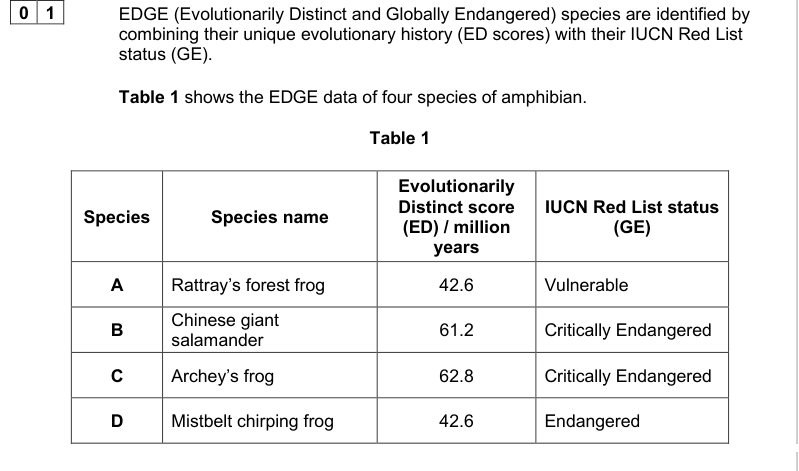 0 1
EDGE (Evolutionarily Distinct and Globally Endangered) species are identified by
combining their unique evolutionary history (ED scores) with their IUCN Red List
status (GE).
Table 1 shows the EDGE data of four species of amphibian.
Table 1
Species
Species name
Evolutionarily
Distinct score
(ED) / million
years
IUCN Red List status
(GE)
A
Rattray's forest frog
42.6
Vulnerable
B
Chinese giant
salamander
61.2
Critically Endangered
C
Archey's frog
62.8
Critically Endangered
D
Mistbelt chirping frog
42.6
Endangered